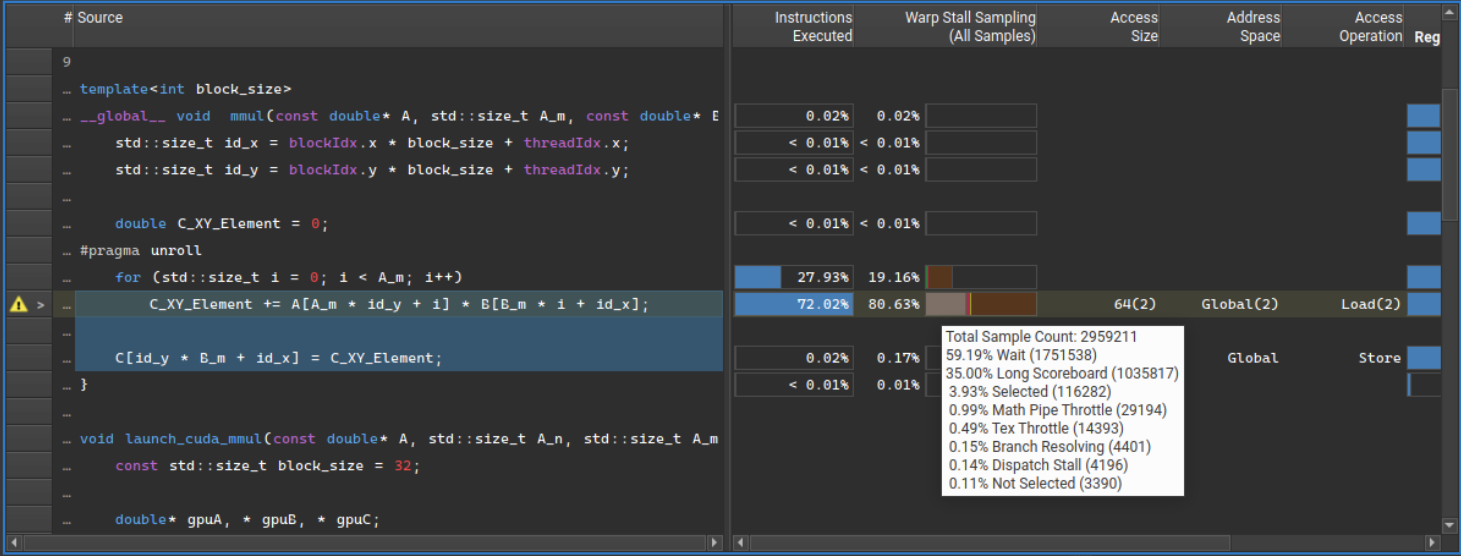 # Source Instructions Executed Warp Stall Sampling (All Samples) Access Size Address Space Access Operation Reg
9
… template<int block_size>
… __global__ void mmul(const double* A, std::size_t A_m, const double* B 0.02% 0.02%
… std::size_t id_x = blockIdx.x * block_size + threadIdx.x; < 0.01% < 0.01%
… std::size_t id_y = blockIdx.y * block_size + threadIdx.y; < 0.01% < 0.01%
…
… double C_XY_Element = 0; < 0.01% < 0.01%
… #pragma unroll
… for (std::size_t i = 0; i < A_m; i++) 27.93% 19.16%
> … C_XY_Element += A[A_m * id_y + i] * B[B_m * i + id_x]; 72.02% 80.63% 64(2) Global(2) Load(2)
…
… C[id_y * B_m + id_x] = C_XY_Element; 0.02% 0.17% Global Store
… } < 0.01% 0.01%
…
… void launch_cuda_mmul(const double* A, std::size_t A_n, std::size_t A_m
… const std::size_t block_size = 32;
…
… double* gpuA, * gpuB, * gpuC;
Total Sample Count: 2959211
59.19% Wait (1751538)
35.00% Long Scoreboard (1035817)
3.93% Selected (116282)
0.99% Math Pipe Throttle (29194)
0.49% Tex Throttle (14393)
0.15% Branch Resolving (4401)
0.14% Dispatch Stall (4196)
0.11% Not Selected (3390)